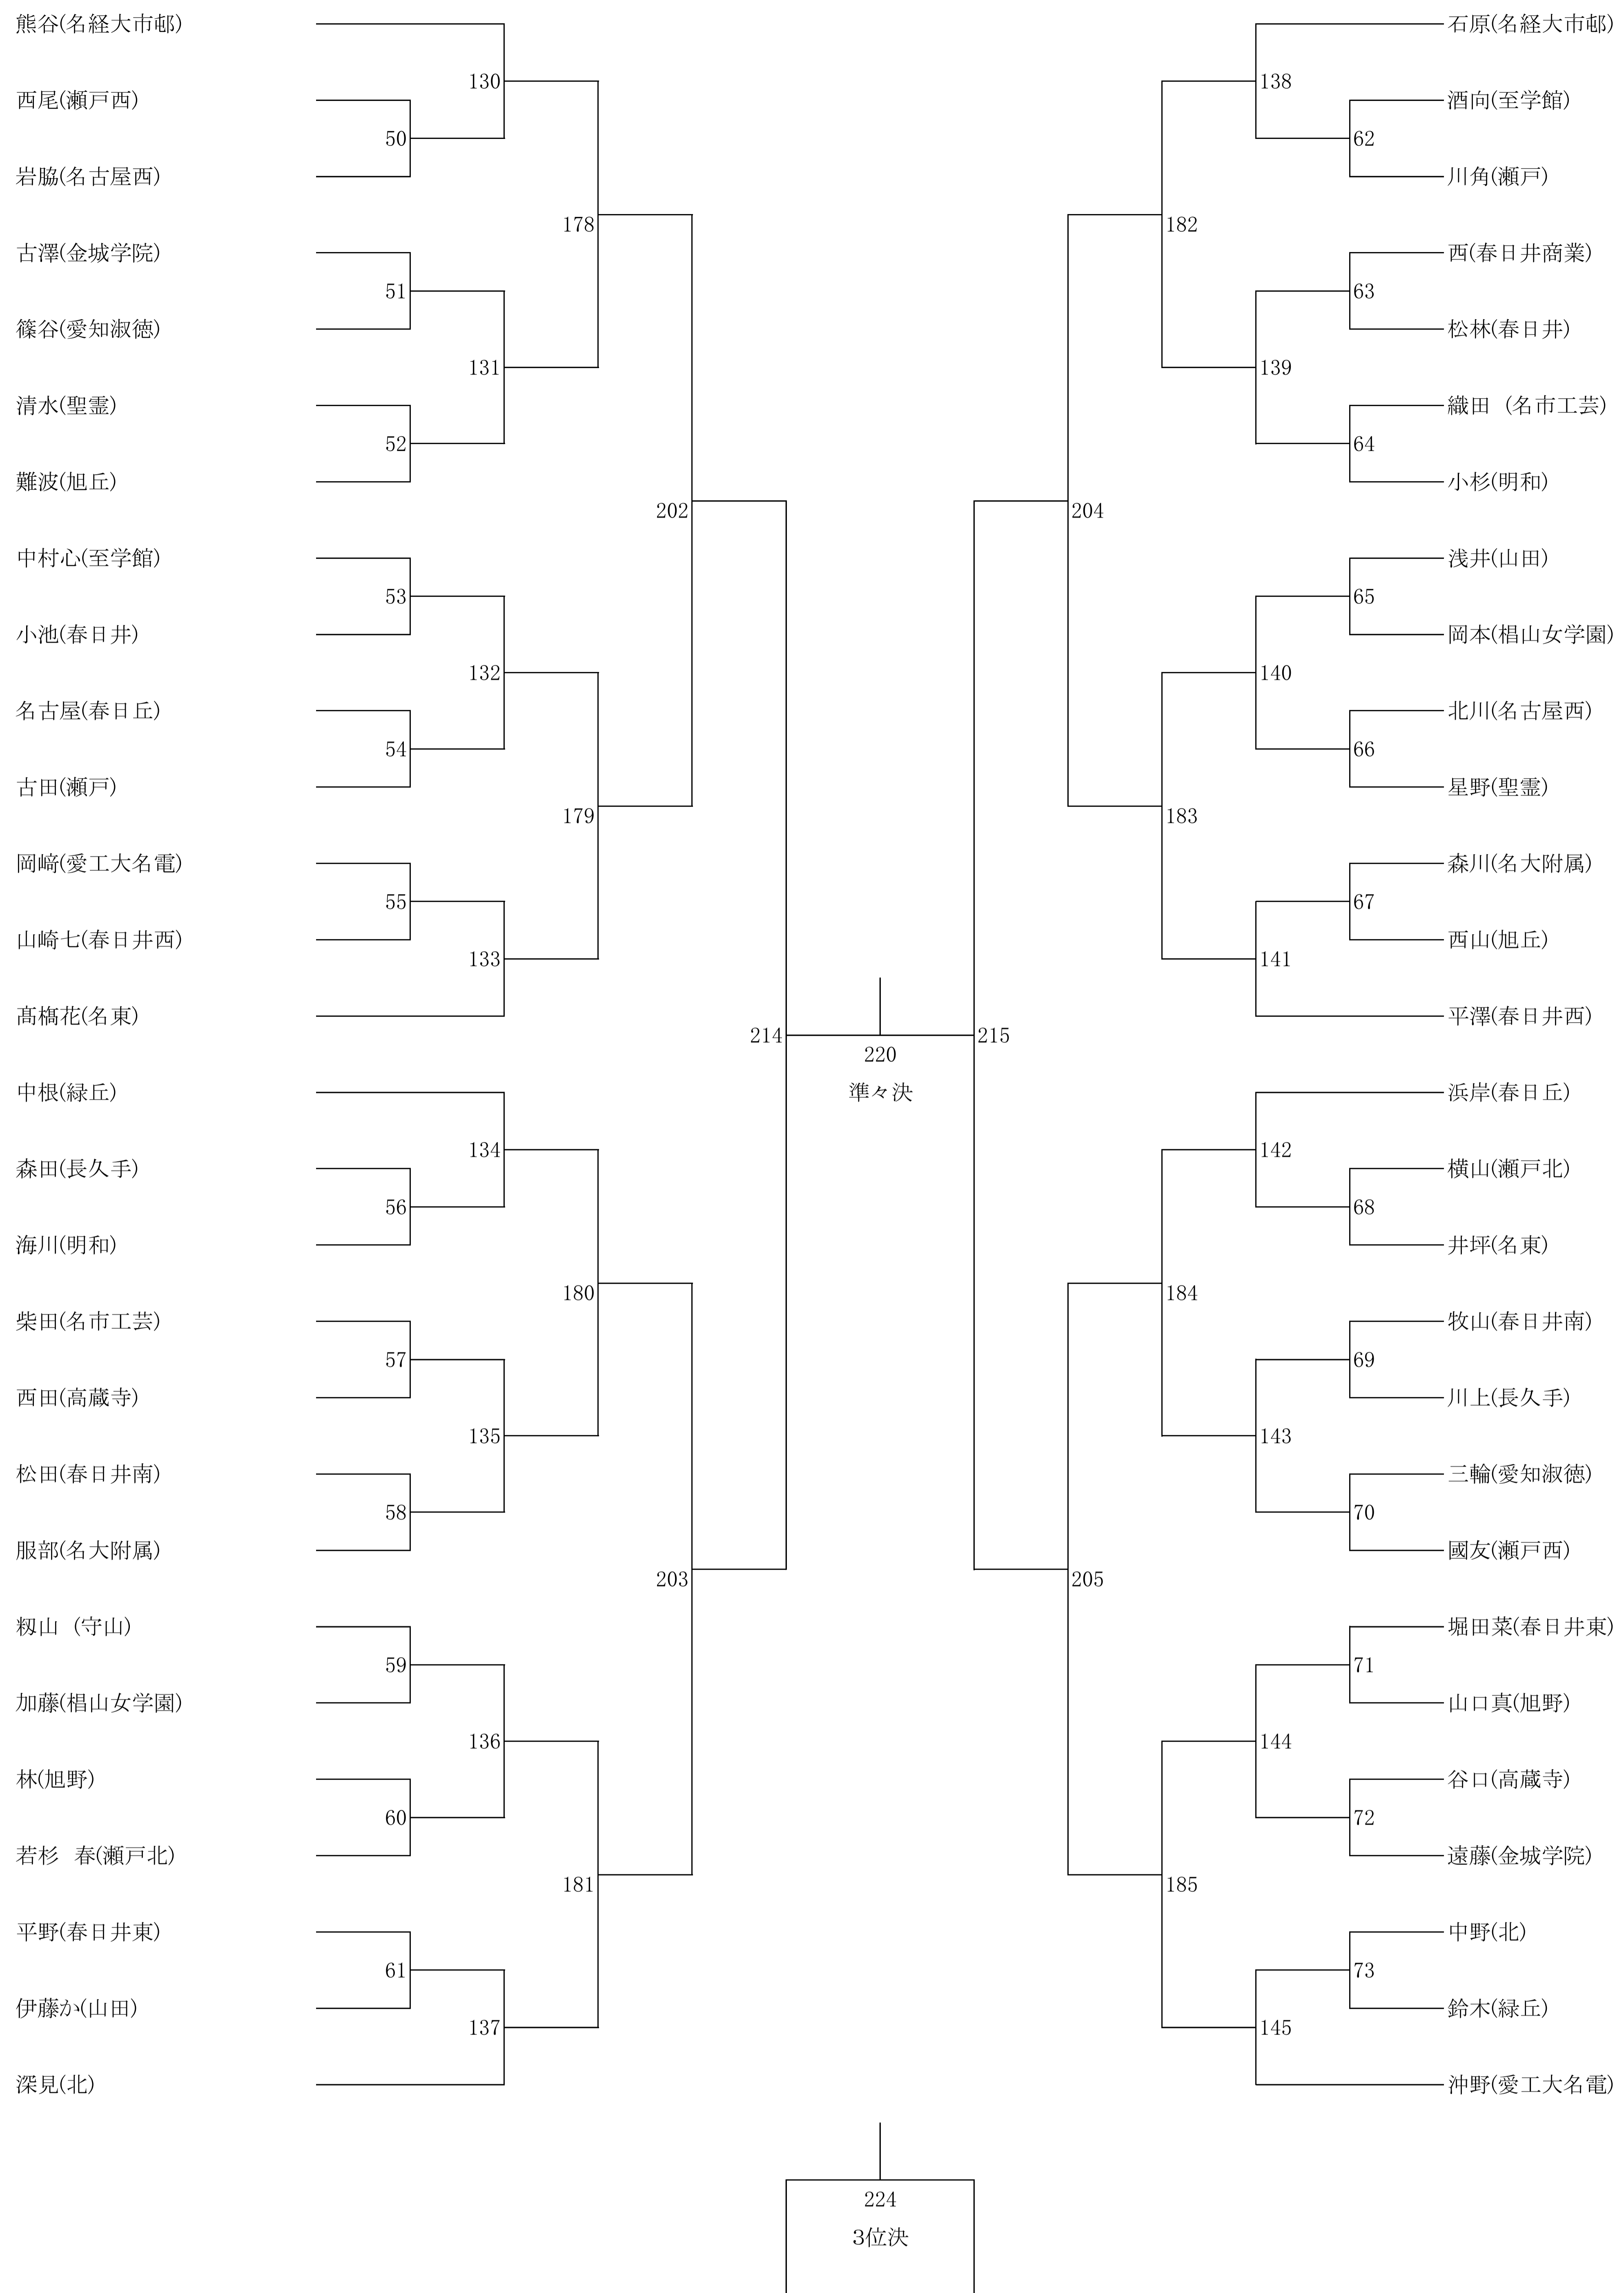 熊谷(名経大市邨)
西尾(瀬戸西)
岩脇(名古屋西)
古澤(金城学院)
篠谷(愛知淑徳)
清水(聖霊)
難波(旭丘)
中村心(至学館)
小池(春日井)
名古屋(春日丘)
古田(瀬戸)
岡﨑(愛工大名電)
山崎七(春日井西)
髙槗花(名東)
中根(緑丘)
森田(長久手)
海川(明和)
柴田(名市工芸)
西田(高蔵寺)
松田(春日井南)
服部(名大附属)
籾山 (守山)
加藤(椙山女学園)
林(旭野)
若杉 春(瀬戸北)
平野(春日井東)
伊藤か(山田)
深見(北)
50
51
52
53
54
55
56
57
58
59
60
61
130
131
132
133
134
135
136
137
178
179
180
181
202
203
214
220
準々決
215
204
205
182
183
184
185
138
139
140
141
142
143
144
145
62
63
64
65
66
67
68
69
70
71
72
73
石原(名経大市邨)
酒向(至学館)
川角(瀬戸)
西(春日井商業)
松林(春日井)
織田 (名市工芸)
小杉(明和)
浅井(山田)
岡本(椙山女学園)
北川(名古屋西)
星野(聖霊)
森川(名大附属)
西山(旭丘)
平澤(春日井西)
浜岸(春日丘)
横山(瀬戸北)
井坪(名東)
牧山(春日井南)
川上(長久手)
三輪(愛知淑徳)
國友(瀬戸西)
堀田菜(春日井東)
山口真(旭野)
谷口(高蔵寺)
遠藤(金城学院)
中野(北)
鈴木(緑丘)
沖野(愛工大名電)
224
3位決